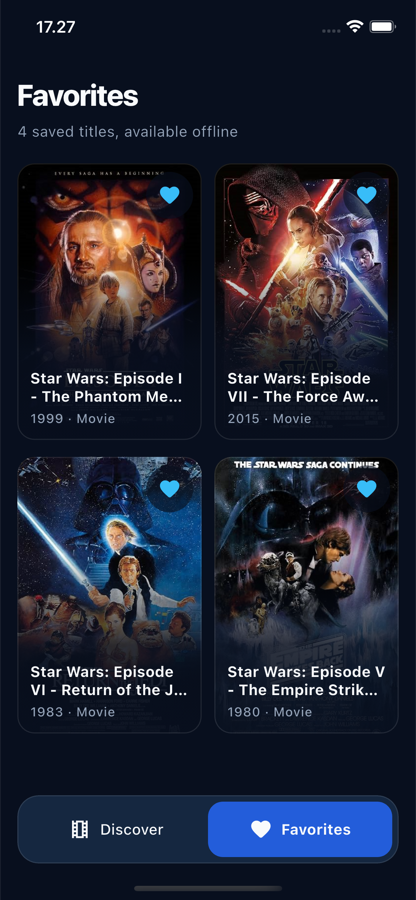 17.27
Favorites
4 saved titles, available offline
EVERY SAGA HAS A BEGINNING
Star Wars: Episode I
- The Phantom Me...
1999 · Movie
STAR
Star Wars: Episode
VII - The Force Aw...
2015 · Movie
Star Wars: Episode
VI - Return of the J...
1983 · Movie
THE STAR WARS SAGA CONTINUES
EMPIRE
Star Wars: Episode V
- The Empire Strik...
1980 · Movie
Discover
Favorites